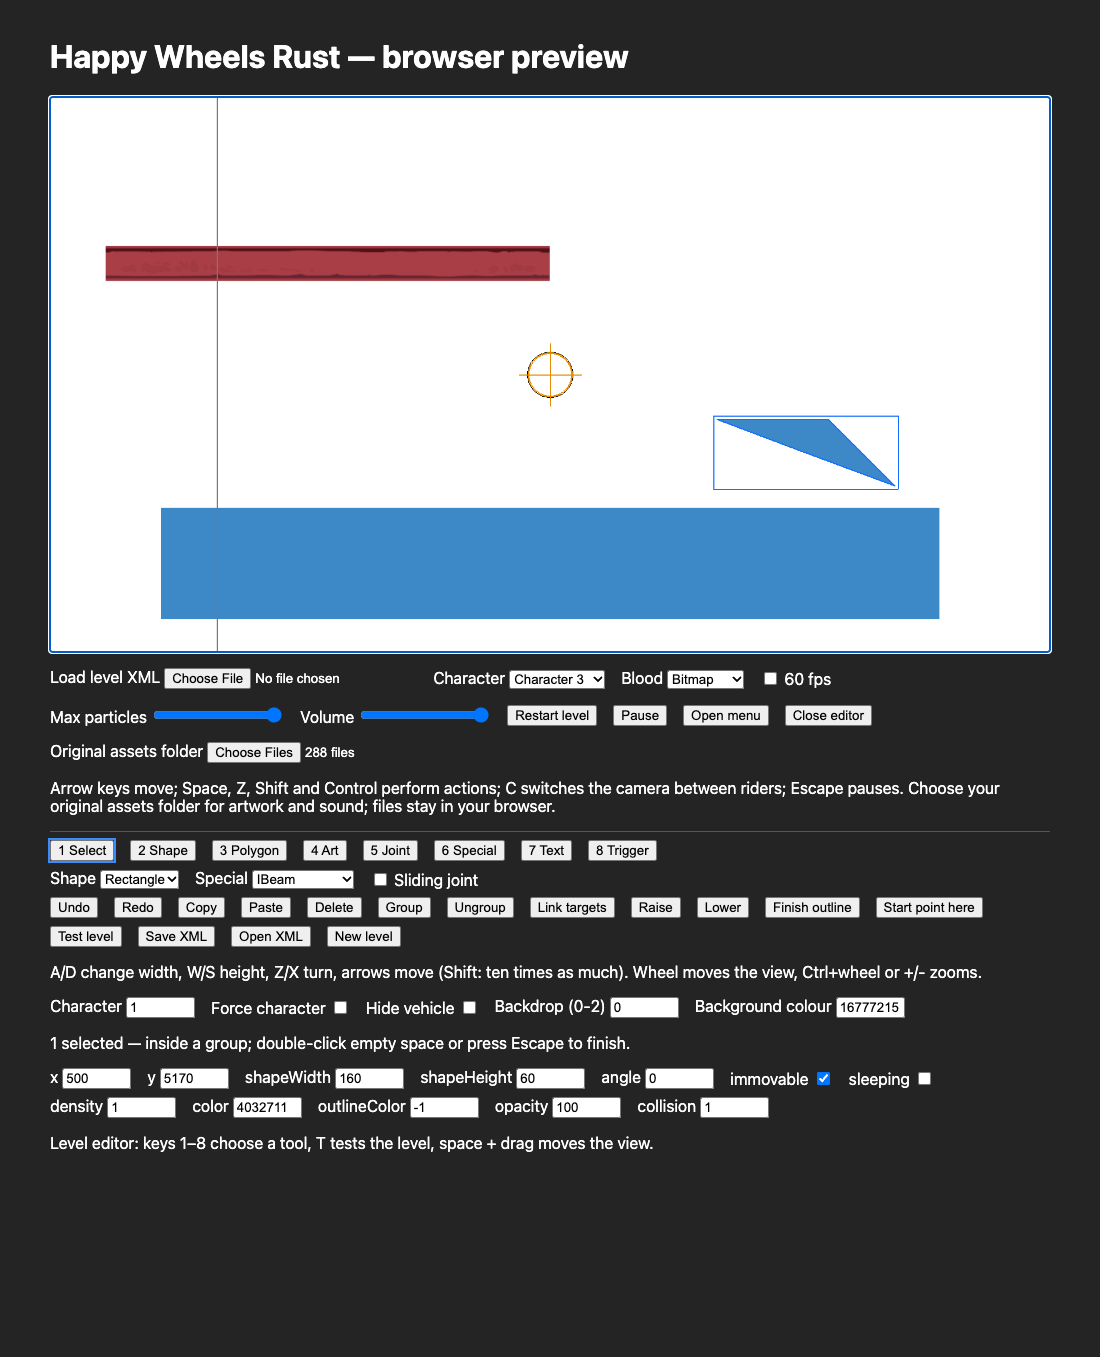 Happy Wheels Rust — browser preview
Load level XML Choose File No file chosen Character Character 3 Blood Bitmap 60 fps
Max particles Volume Restart level Pause Open menu Close editor
Original assets folder Choose Files 288 files
Arrow keys move; Space, Z, Shift and Control perform actions; C switches the camera between riders; Escape pauses. Choose your
original assets folder for artwork and sound; files stay in your browser.
1 Select 2 Shape 3 Polygon 4 Art 5 Joint 6 Special 7 Text 8 Trigger
Shape Rectangle Special IBeam Sliding joint
Undo Redo Copy Paste Delete Group Ungroup Link targets Raise Lower Finish outline Start point here
Test level Save XML Open XML New level
A/D change width, W/S height, Z/X turn, arrows move (Shift: ten times as much). Wheel moves the view, Ctrl+wheel or +/- zooms.
Character 1 Force character Hide vehicle Backdrop (0-2) 0 Background colour 16777215
1 selected — inside a group; double-click empty space or press Escape to finish.
x 500 y 5170 shapeWidth 160 shapeHeight 60 angle 0 immovable sleeping
density 1 color 4032711 outlineColor -1 opacity 100 collision 1
Level editor: keys 1–8 choose a tool, T tests the level, space + drag moves the view.